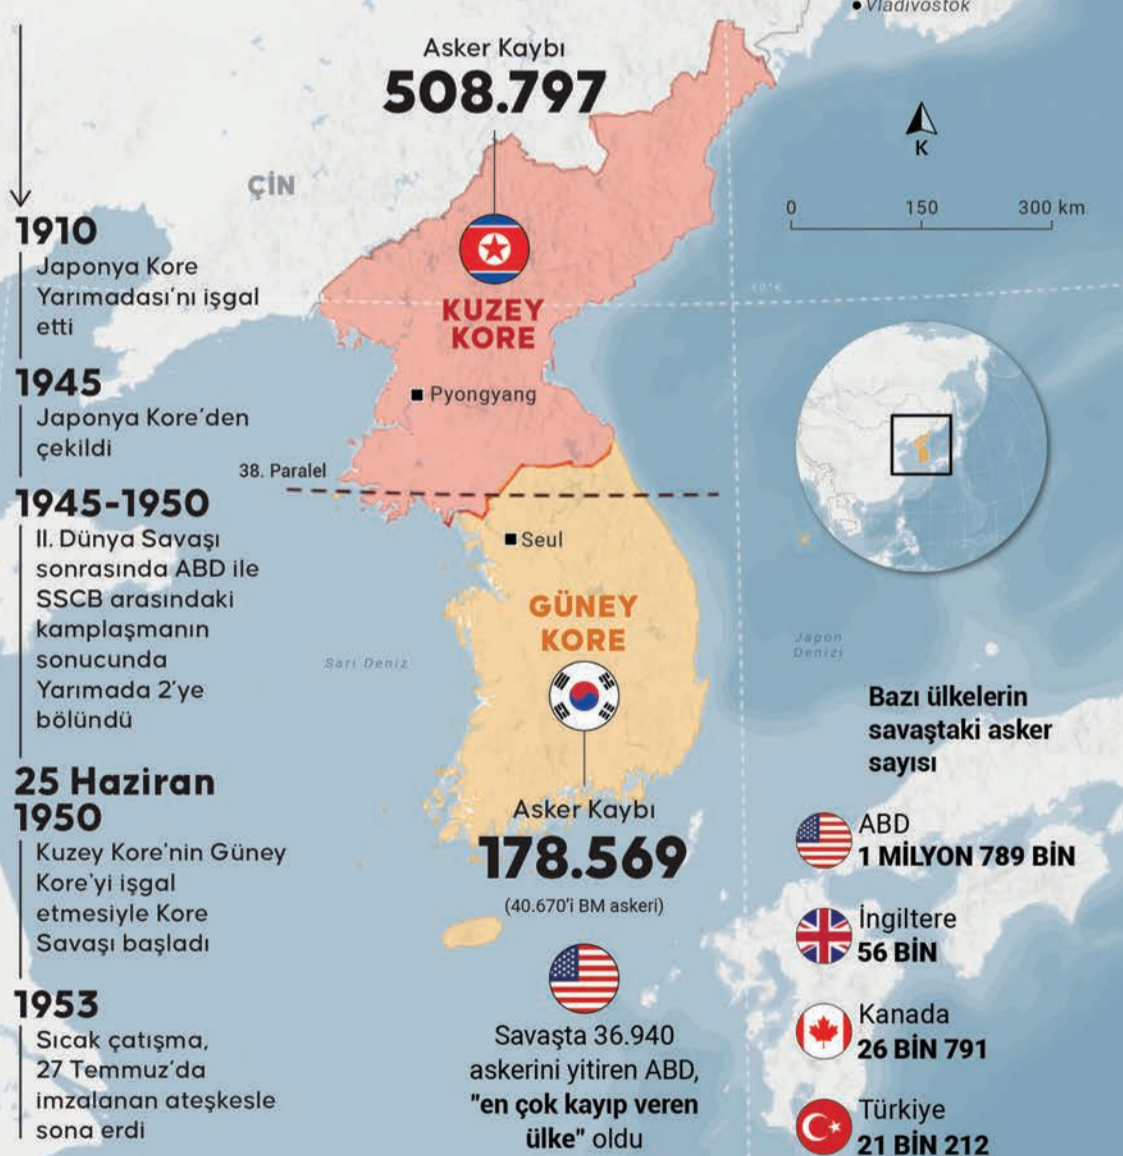 Vladivostok
Asker Kaybı
508.797
K
0 150 300 km
ÇİN
1910
Japonya Kore
Yarımadası'nı işgal
etti
40°K
KUZEY
KORE
1945
Japonya Kore'den
çekildi
Pyongyang
38. Paralel
1945-1950
II. Dünya Savaşı
sonrasında ABD ile
SSCB arasındaki
kamplaşmanın
sonucunda
Yarımada 2'ye
bölündü
Seul
GÜNEY
KORE
Sarı Deniz
Japon
Denizi
25 Haziran
1950
Kuzey Kore'nin Güney
Kore'yi işgal
etmesiyle Kore
Savaşı başladı
Asker Kaybı
178.569
(40.670'i BM askeri)
1953
Sıcak çatışma,
27 Temmuz'da
imzalanan ateşkesle
sona erdi
Savaşta 36.940
askerini yitiren ABD,
"en çok kayıp veren
ülke" oldu
Bazı ülkelerin
savaştaki asker
sayısı
ABD
1 MİLYON 789 BİN
İngiltere
56 BİN
Kanada
26 BİN 791
Türkiye
21 BİN 212